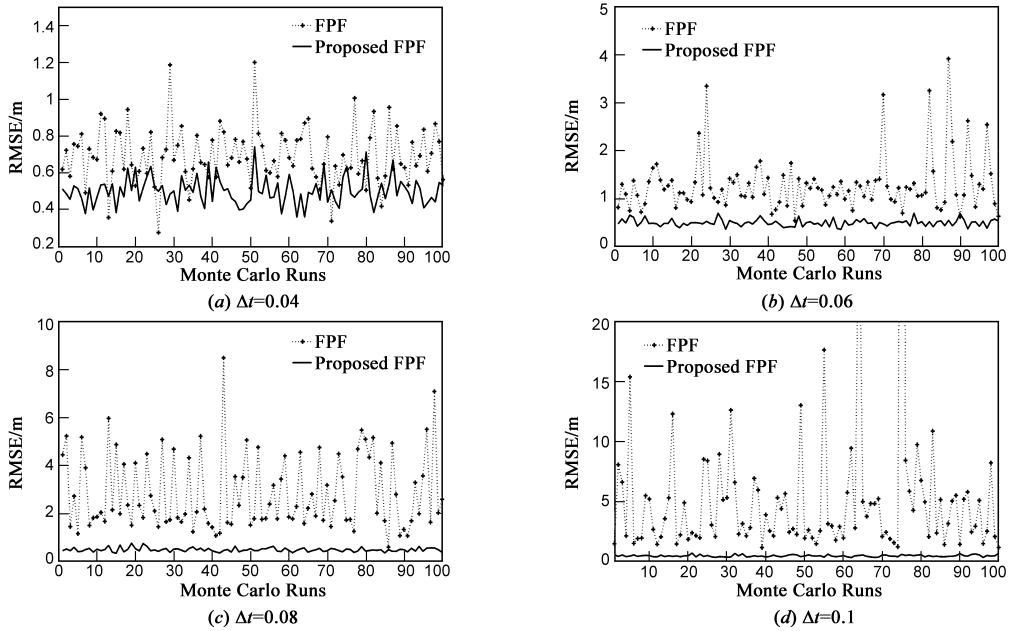 1.4
1.2
1
0.8
0.6
0.4
0.2
RMSE/m
FPF
Proposed FPF
0 10 20 30 40 50 60 70 80 90 100
Monte Carlo Runs
(a) Δt=0.04
5
4
3
2
1
0
RMSE/m
FPF
Proposed FPF
0 10 20 30 40 50 60 70 80 90 100
Monte Carlo Runs
(b) Δt=0.06
10
8
6
4
2
0
RMSE/m
FPF
Proposed FPF
0 10 20 30 40 50 60 70 80 90 100
Monte Carlo Runs
(c) Δt=0.08
20
15
10
5
0
RMSE/m
FPF
Proposed FPF
10 20 30 40 50 60 70 80 90 100
Monte Carlo Runs
(d) Δt=0.1